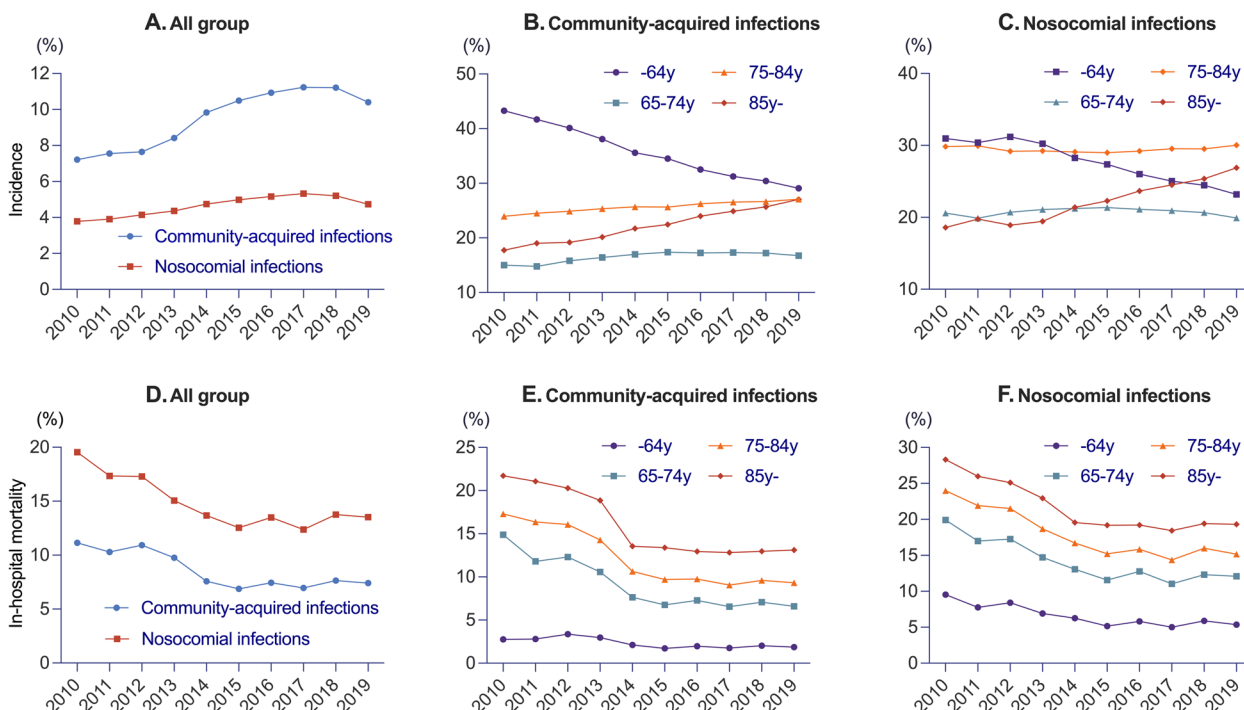 A. All group
(%)
12
10
8
6
4
2
0
Incidence
Community-acquired infections
Nosocomial infections
2010 2011 2012 2013 2014 2015 2016 2017 2018 2019
B. Community-acquired infections
(%)
50
40
30
20
10
-64y 75-84y
65-74y 85y-
2010 2011 2012 2013 2014 2015 2016 2017 2018 2019
C. Nosocomial infections
(%)
40
30
20
10
-64y 75-84y
65-74y 85y-
2010 2011 2012 2013 2014 2015 2016 2017 2018 2019
D. All group
(%)
20
15
10
5
0
In-hospital mortality
Community-acquired infections
Nosocomial infections
2010 2011 2012 2013 2014 2015 2016 2017 2018 2019
E. Community-acquired infections
(%)
25
20
15
10
5
0
-64y 75-84y
65-74y 85y-
2010 2011 2012 2013 2014 2015 2016 2017 2018 2019
F. Nosocomial infections
(%)
30
25
20
15
10
5
0
-64y 75-84y
65-74y 85y-
2010 2011 2012 2013 2014 2015 2016 2017 2018 2019